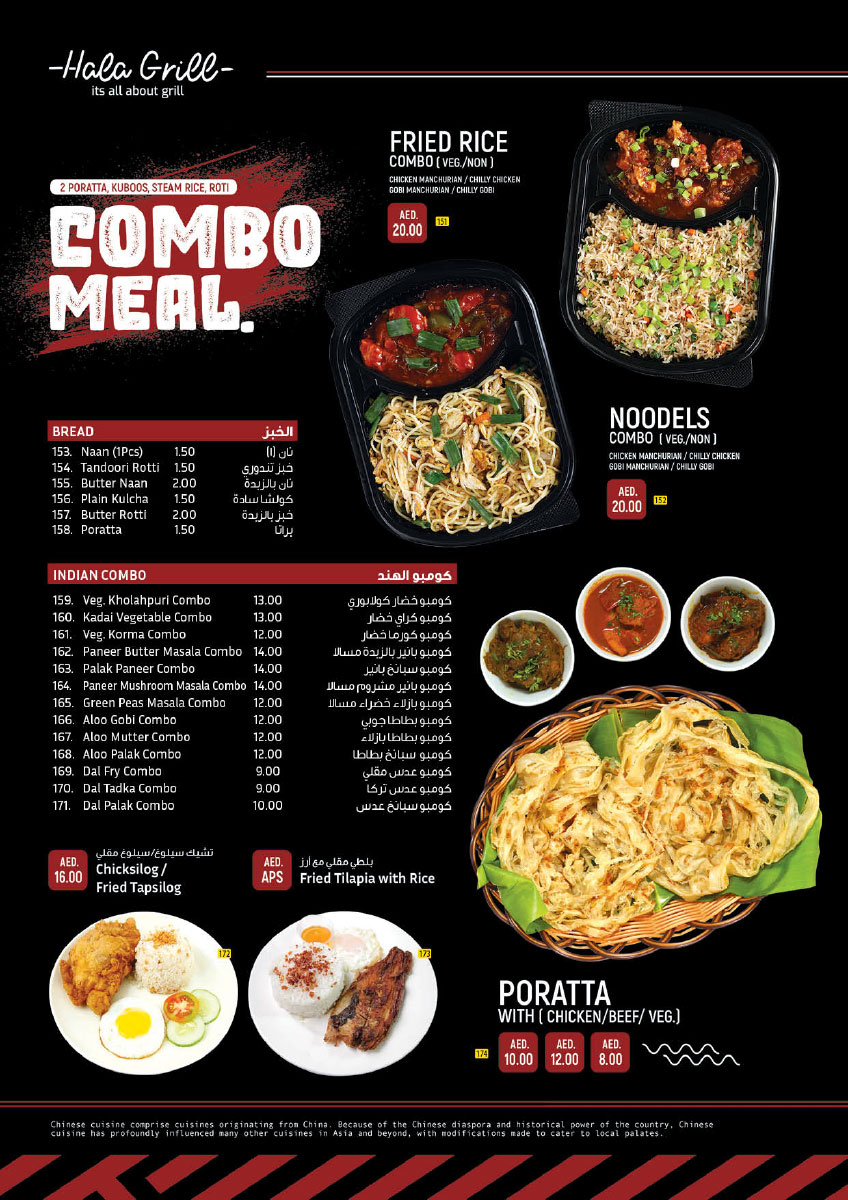 -Hala Grill-
its all about grill
2 PORATTA, KUBOOS, STEAM RICE, ROTI
COMBO
MEAL.
FRIED RICE
COMBO ( VEG./NON )
CHICKEN MANCHURIAN / CHILLY CHICKEN
GOBI MANCHURIAN / CHILLY GOBI
AED.
20.00
151
NOODELS
COMBO ( VEG./NON )
CHICKEN MANCHURIAN / CHILLY CHICKEN
GOBI MANCHURIAN / CHILLY GOBI
AED.
20.00
152
BREAD الخبز
153. Naan (1Pcs) 1.50 نان (١)
154. Tandoori Rotti 1.50 خبز تندوري
155. Butter Naan 2.00 نان بالزبدة
156. Plain Kulcha 1.50 كولشا سادة
157. Butter Rotti 2.00 خبز بالزبدة
158. Poratta 1.50 براتا
INDIAN COMBO كومبو الهند
159. Veg. Kholahpuri Combo 13.00 كومبو خضار كولابوري
160. Kadai Vegetable Combo 13.00 كومبو كراي خضار
161. Veg. Korma Combo 12.00 كومبو كورما خضار
162. Paneer Butter Masala Combo 14.00 كومبو بانير بالزبدة مسالا
163. Palak Paneer Combo 14.00 كومبو سبانخ بانير
164. Paneer Mushroom Masala Combo 14.00 كومبو بانير مشروم مسالا
165. Green Peas Masala Combo 12.00 كومبو بازلاء خضراء مسالا
166. Aloo Gobi Combo 12.00 كومبو بطاطا جوبي
167. Aloo Mutter Combo 12.00 كومبو بطاطا بازلاء
168. Aloo Palak Combo 12.00 كومبو سبانخ بطاطا
169. Dal Fry Combo 9.00 كومبو عدس مقلي
170. Dal Tadka Combo 9.00 كومبو عدس تركا
171. Dal Palak Combo 10.00 كومبو سبانخ عدس
AED.
16.00
تشيك سيلوغ/سيلوغ مقلي
Chicksilog /
Fried Tapsilog
172
AED.
APS
بلطي مقلي مع أرز
Fried Tilapia with Rice
173
PORATTA
WITH ( CHICKEN/BEEF/ VEG.)
174
AED. 10.00
AED. 12.00
AED. 8.00
Chinese cuisine comprise cuisines originating from China. Because of the Chinese diaspora and historical power of the country, Chinese
cuisine has profoundly influenced many other cuisines in Asia and beyond, with modifications made to cater to local palates.